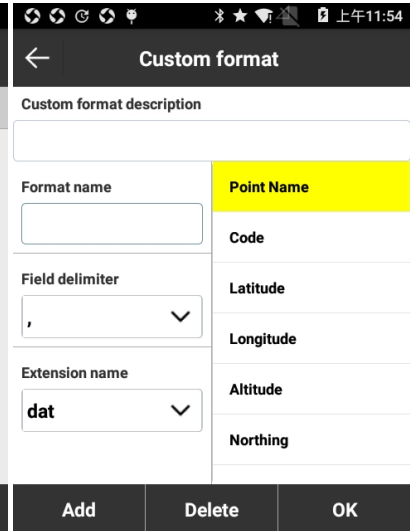 上午11:54
Custom format
Custom format description
Format name
Field delimiter
,
Extension name
dat
Point Name
Code
Latitude
Longitude
Altitude
Northing
Add
Delete
OK